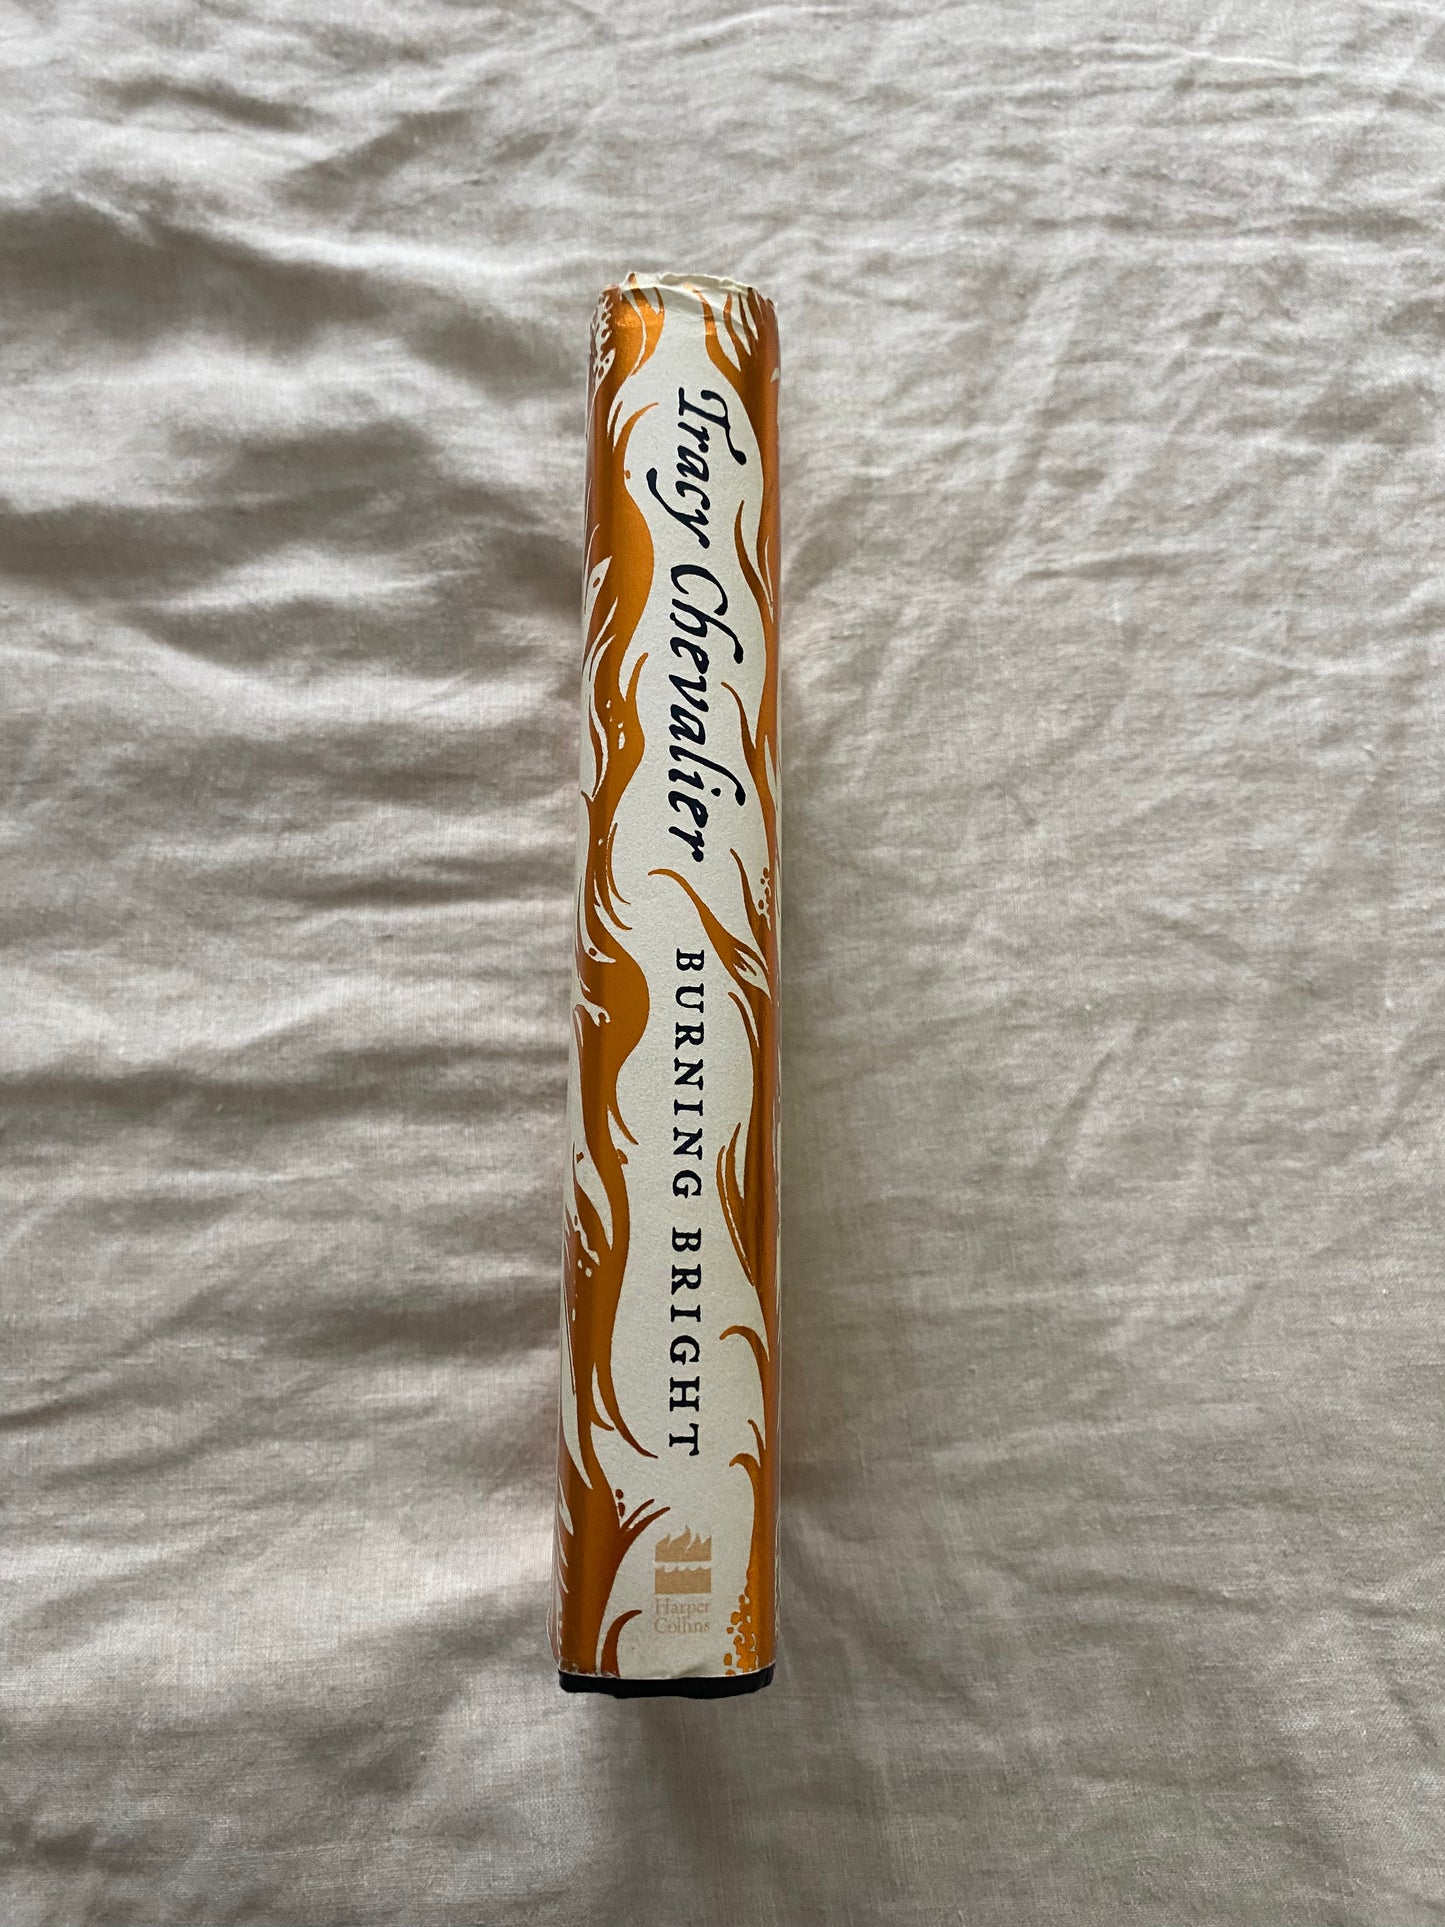 Tracy Chevalier
BURNING BRIGHT
Harper
Collins